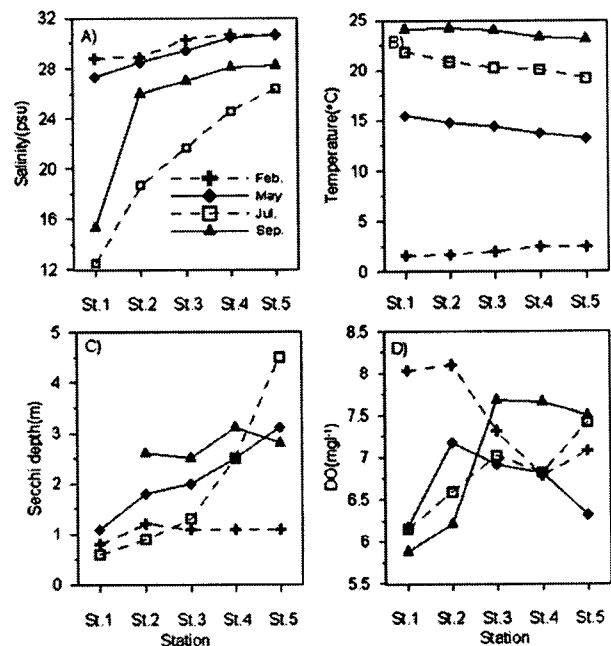 A)
Salinity(psu)
32
28
24
20
16
12
Feb.
May
Jul.
Sep.
St.1 St.2 St.3 St.4 St.5
B)
Temperature(°C)
25
20
15
10
5
0
St.1 St.2 St.3 St.4 St.5
C)
Secchi depth(m)
5
4
3
2
1
0
St.1 St.2 St.3 St.4 St.5
Station
D)
DO(mgl-¹)
8.5
8
7.5
7
6.5
6
5.5
St.1 St.2 St.3 St.4 St.5
Station